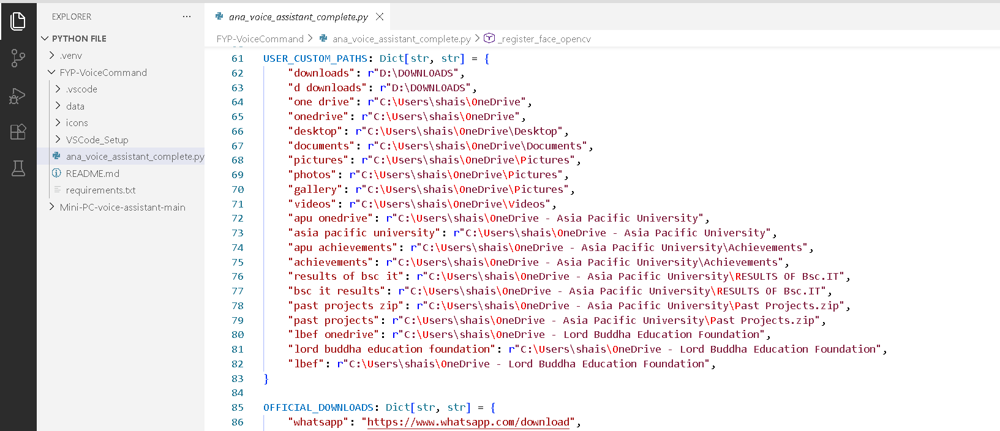 EXPLORER
PYTHON FILE
.venv
FYP-VoiceCommand
.vscode
data
icons
VSCode_Setup
ana_voice_assistant_complete.py
README.md
requirements.txt
Mini-PC-voice-assistant-main
ana_voice_assistant_complete.py
FYP-VoiceCommand > ana_voice_assistant_complete.py > _register_face_opencv
61 USER_CUSTOM_PATHS: Dict[str, str] = {
62 "downloads": r"D:\DOWNLOADS",
63 "d downloads": r"D:\DOWNLOADS",
64 "one drive": r"C:\Users\shais\OneDrive",
65 "onedrive": r"C:\Users\shais\OneDrive",
66 "desktop": r"C:\Users\shais\OneDrive\Desktop",
67 "documents": r"C:\Users\shais\OneDrive\Documents",
68 "pictures": r"C:\Users\shais\OneDrive\Pictures",
69 "photos": r"C:\Users\shais\OneDrive\Pictures",
70 "gallery": r"C:\Users\shais\OneDrive\Pictures",
71 "videos": r"C:\Users\shais\OneDrive\Videos",
72 "apu onedrive": r"C:\Users\shais\OneDrive - Asia Pacific University",
73 "asia pacific university": r"C:\Users\shais\OneDrive - Asia Pacific University",
74 "apu achievements": r"C:\Users\shais\OneDrive - Asia Pacific University\Achievements",
75 "achievements": r"C:\Users\shais\OneDrive - Asia Pacific University\Achievements",
76 "results of bsc it": r"C:\Users\shais\OneDrive - Asia Pacific University\RESULTS OF Bsc.IT",
77 "bsc it results": r"C:\Users\shais\OneDrive - Asia Pacific University\RESULTS OF Bsc.IT",
78 "past projects zip": r"C:\Users\shais\OneDrive - Asia Pacific University\Past Projects.zip",
79 "past projects": r"C:\Users\shais\OneDrive - Asia Pacific University\Past Projects.zip",
80 "lbef onedrive": r"C:\Users\shais\OneDrive - Lord Buddha Education Foundation",
81 "lord buddha education foundation": r"C:\Users\shais\OneDrive - Lord Buddha Education Foundation",
82 "lbef": r"C:\Users\shais\OneDrive - Lord Buddha Education Foundation",
83 }
84
85 OFFICIAL_DOWNLOADS: Dict[str, str] = {
86 "whatsapp": "https://www.whatsapp.com/download",